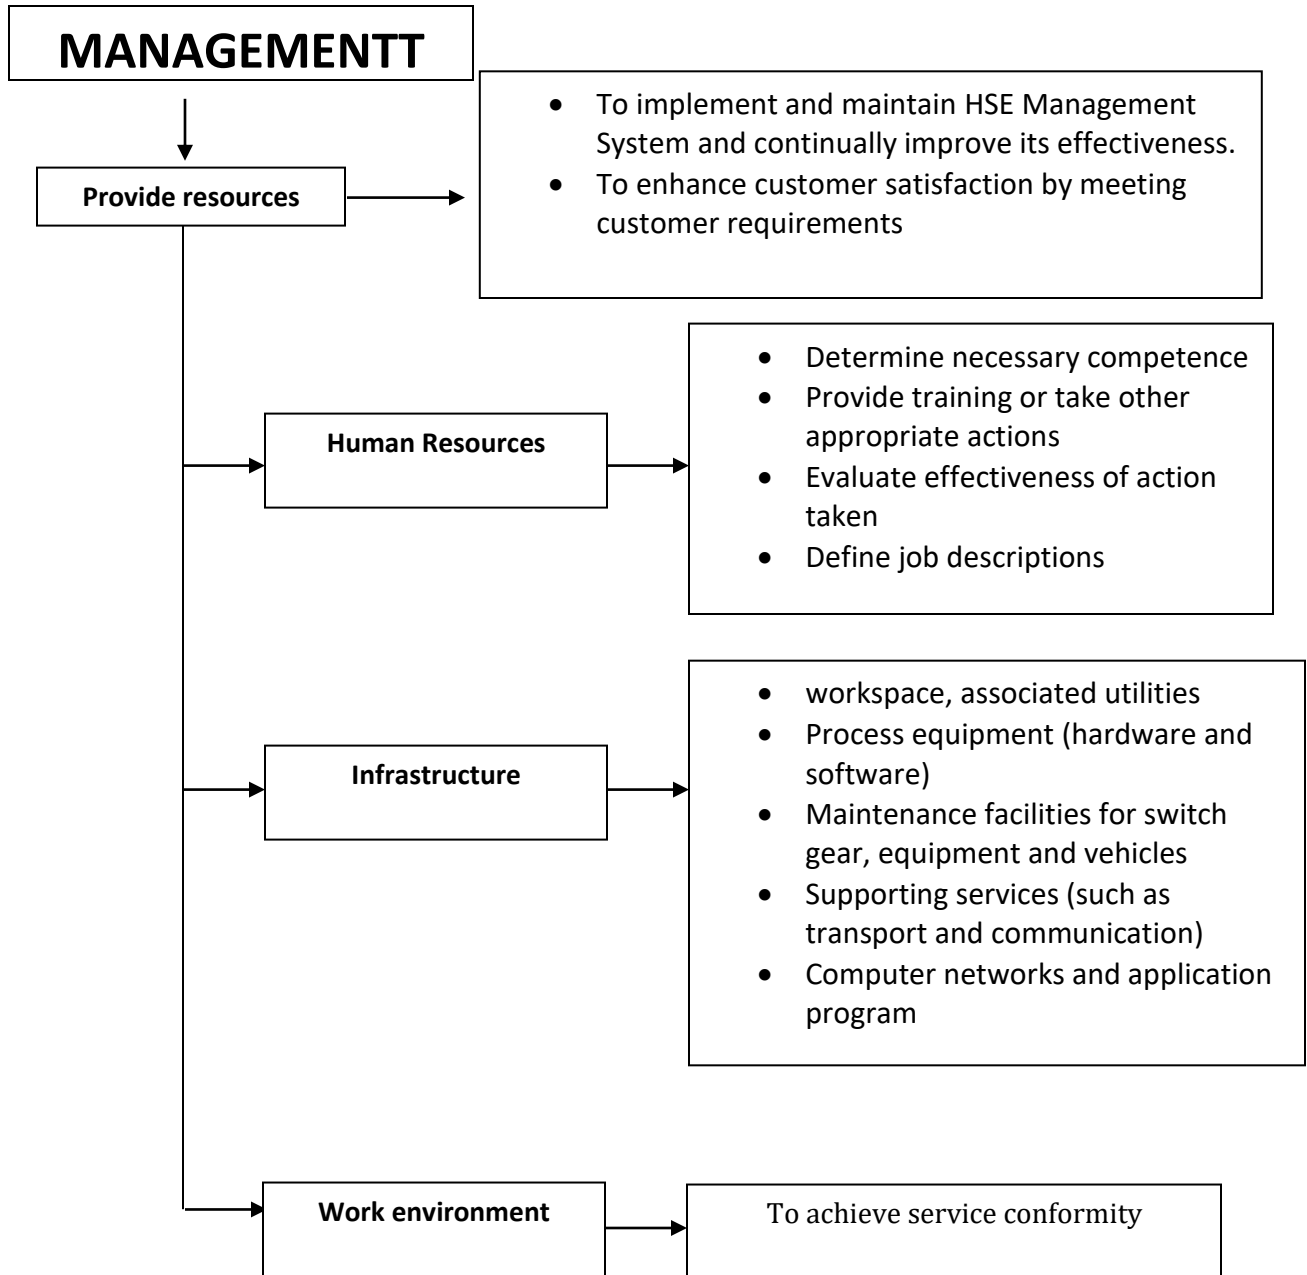 MANAGEMENTT
• To implement and maintain HSE Management
System and continually improve its effectiveness.
• To enhance customer satisfaction by meeting
customer requirements
Provide resources
• Determine necessary competence
• Provide training or take other
appropriate actions
• Evaluate effectiveness of action
taken
• Define job descriptions
Human Resources
• workspace, associated utilities
• Process equipment (hardware and
software)
• Maintenance facilities for switch
gear, equipment and vehicles
• Supporting services (such as
transport and communication)
• Computer networks and application
program
Infrastructure
Work environment
To achieve service conformity